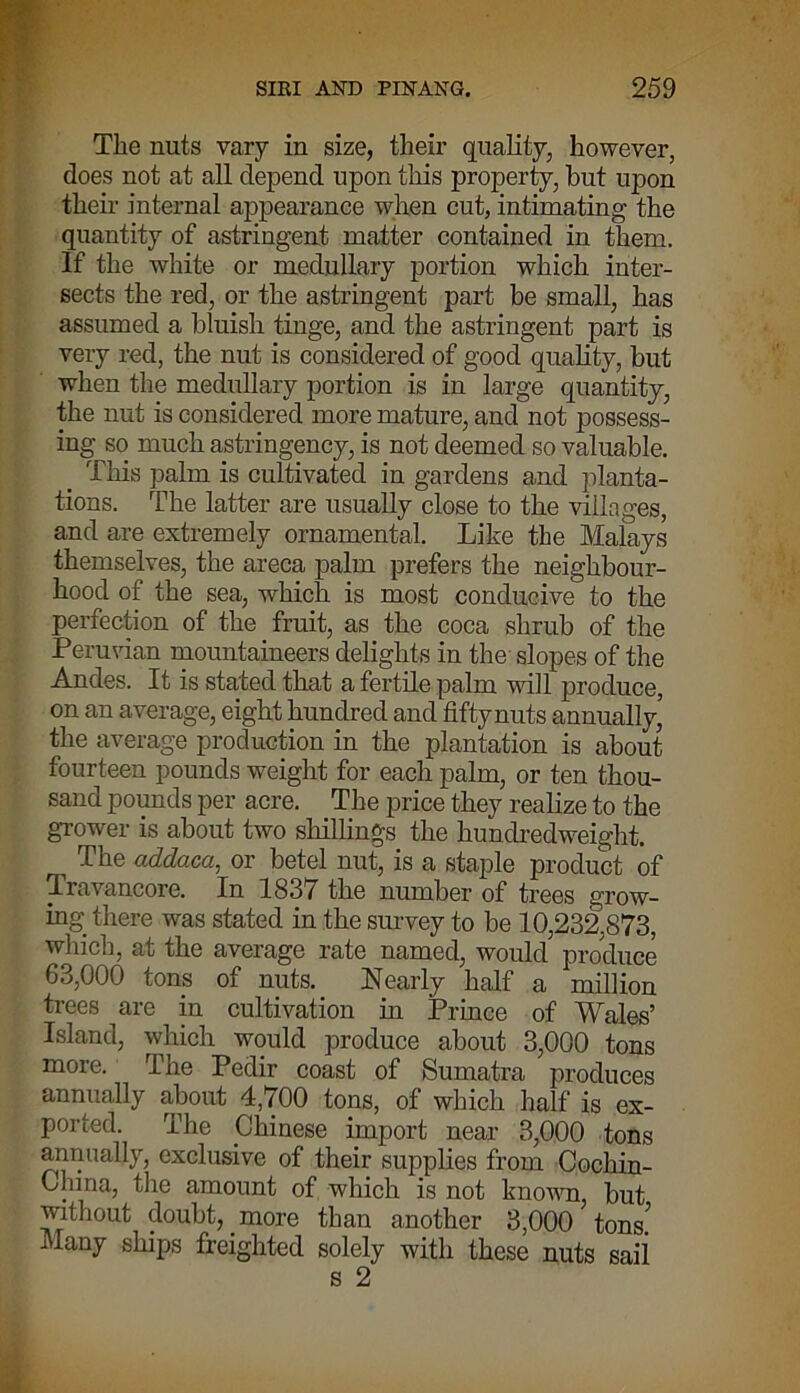 SIRI AND PINANG. 259
The nuts vary in size, their quality, however,
does not at all depend upon this property, but upon
their internal appearance when cut, intimating the
quantity of astringent matter contained in them.
If the white or medullary portion which inter-
sects the red, or the astringent part be small, has
assumed a bluish tinge, and the astringent part is
very red, the nut is considered of good quality, but
when the medullary portion is in large quantity,
the nut is considered more mature, and not possess-
ing so much astringency, is not deemed so valuable.
This palm is cultivated in gardens and planta-
tions. The latter are usually close to the villages,
and are extremely ornamental. Like the Malays
themselves, the areca palm prefers the neighbour-
hood of the sea, which is most conducive to the
perfection of the fruit, as the coca shrub of the
Peruvian mountaineers delights in the slopes of the
Andes. It is stated that a fertile palm will produce,
on an average, eight hundred and fifty nuts annually,
the average production in the plantation is about
fourteen pounds weight for each palm, or ten thou-
sand pounds per acre. The price they realize to the
grower is about two shillings the hundredweight.
The addaca, or betel nut, is a staple product of
Travancore. In 1837 the number of trees grow-
ing there was stated in the survey to be 10,232,873,
which, at the average rate named, would produce
63,000 tons of nuts. Nearly half a million
trees are in cultivation in Prince of Wales'
Island, which would produce about 3,000 tons
more. The Pedir coast of Sumatra produces
annually about 4,700 tons, of which half is ex-
ported. The Chinese import near 3,000 tons
annually, exclusive of their supplies from Cochin-
China, the amount of which is not known, but,
without doubt, more than another 3,000 tons.
Many ships freighted solely with these nuts sail
s 2